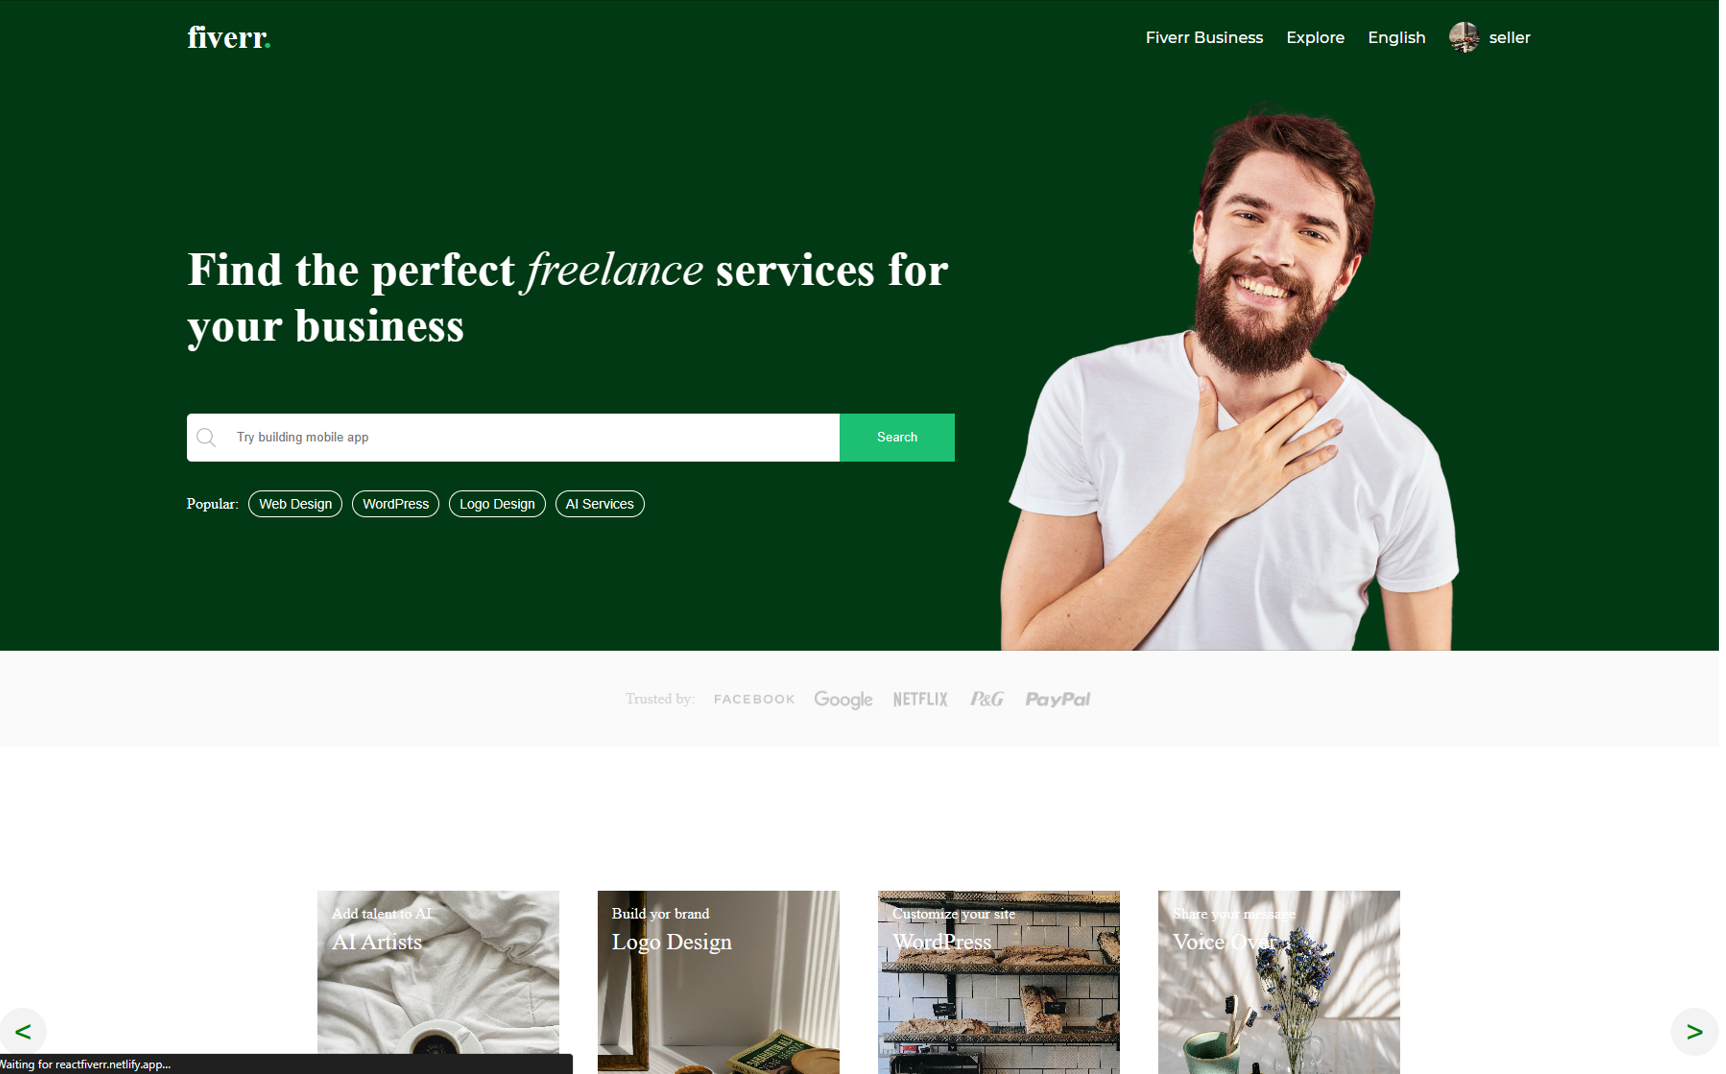 fiverr.
Fiverr Business
Explore
English
seller
Find the perfect freelance services for
your business
Try building mobile app
Search
Popular:
Web Design
WordPress
Logo Design
AI Services
Trusted by:
FACEBOOK
Google
NETFLIX
P&G
PayPal
Add talent to AI
AI Artists
Build yor brand
Logo Design
Customize your site
WordPress
Share your message
Voice Over
<
>
Waiting for reactfiverr.netlify.app...